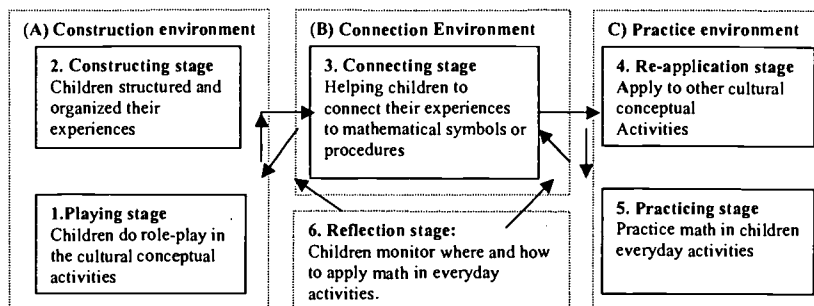 (A) Construction environment
2. Constructing stage
Children structured and
organized their
experiences
1.Playing stage
Children do role-play in
the cultural conceptual
activities
(B) Connection Environment
3. Connecting stage
Helping children to
connect their experiences
to mathematical symbols or
procedures
6. Reflection stage:
Children monitor where and how
to apply math in everyday
activities.
C) Practice environment
4. Re-application stage
Apply to other cultural
conceptual
Activities
5. Practicing stage
Practice math in children
everyday activities